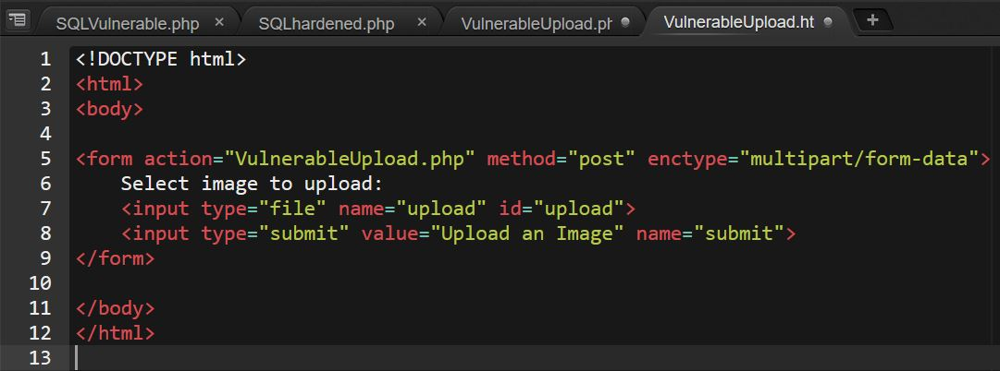 SQLVulnerable.php × SQLhardened.php × VulnerableUpload.ph VulnerableUpload.ht +
1 <!DOCTYPE html>
2 <html>
3 <body>
4
5 <form action="VulnerableUpload.php" method="post" enctype="multipart/form-data">
6     Select image to upload:
7     <input type="file" name="upload" id="upload">
8     <input type="submit" value="Upload an Image" name="submit">
9 </form>
10
11 </body>
12 </html>
13